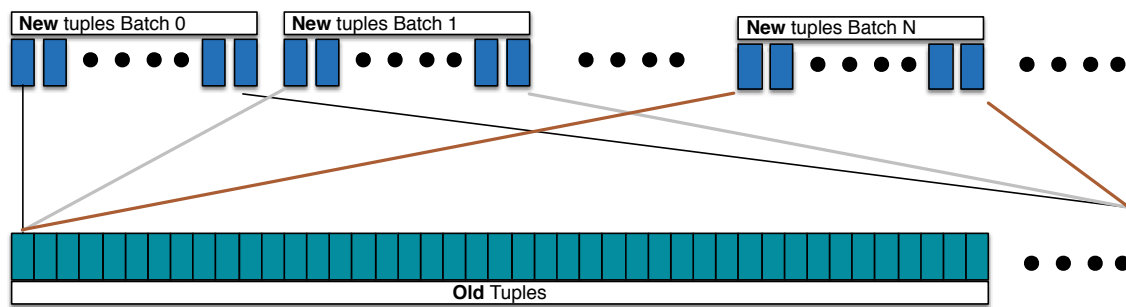 New tuples Batch 0
New tuples Batch 1
New tuples Batch N
Old Tuples